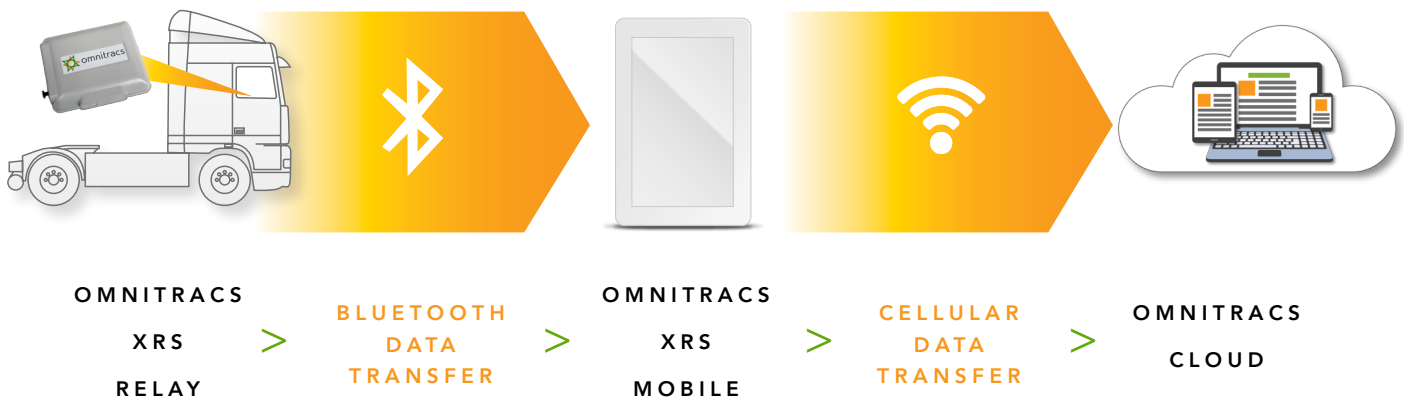 omnitracs
OMNITRACS
XRS
RELAY
>
BLUETOOTH
DATA
TRANSFER
>
OMNITRACS
XRS
MOBILE
>
CELLULAR
DATA
TRANSFER
>
OMNITRACS
CLOUD